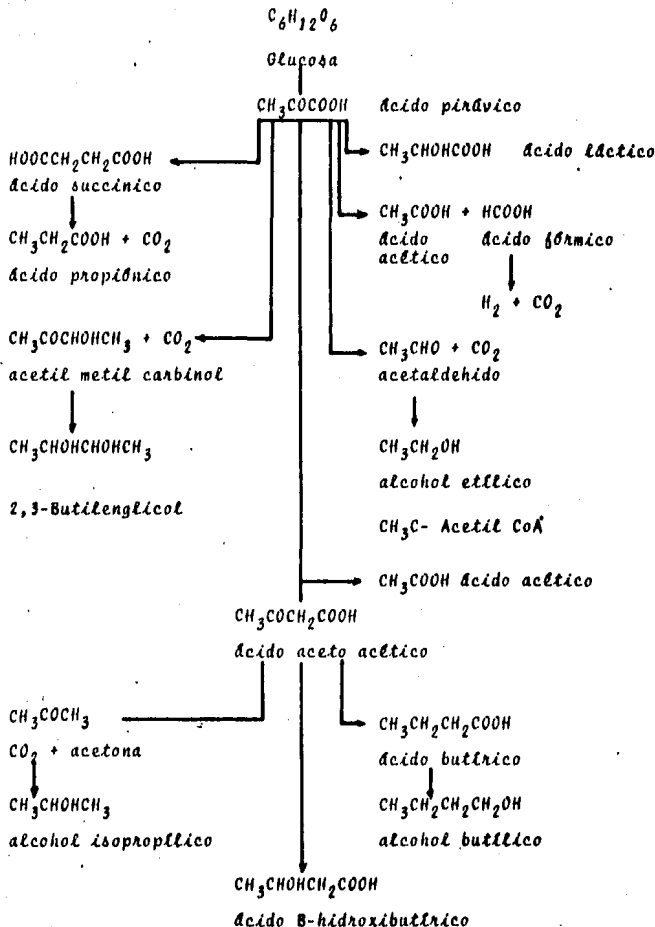 C6H12O6
Glucosa
CH3COCOOH ácido pirúvico
HOOCCH2CH2COOH
ácido succínico
CH3CH2COOH + CO2
ácido propiónico
CH3COCHOHCH3 + CO2
acetil metil carbinol
CH3CHOHCHOHCH3
2,3-Butilenglicol
CH3CHOHCOOH ácido láctico
CH3COOH + HCOOH
ácido ácido fórmico
acético
H2 + CO2
CH3CHO + CO2
acetaldehido
CH3CH2OH
alcohol etílico
CH3C- Acetil CoA
CH3COOH ácido acético
CH3COCH2COOH
ácido aceto acético
CH3COCH3
CO2 + acetona
CH3CHOHCH3
alcohol isopropílico
CH3CH2CH2COOH
ácido butírico
CH3CH2CH2CH2OH
alcohol butílico
CH3CHOHCH2COOH
ácido B-hidroxibutírico